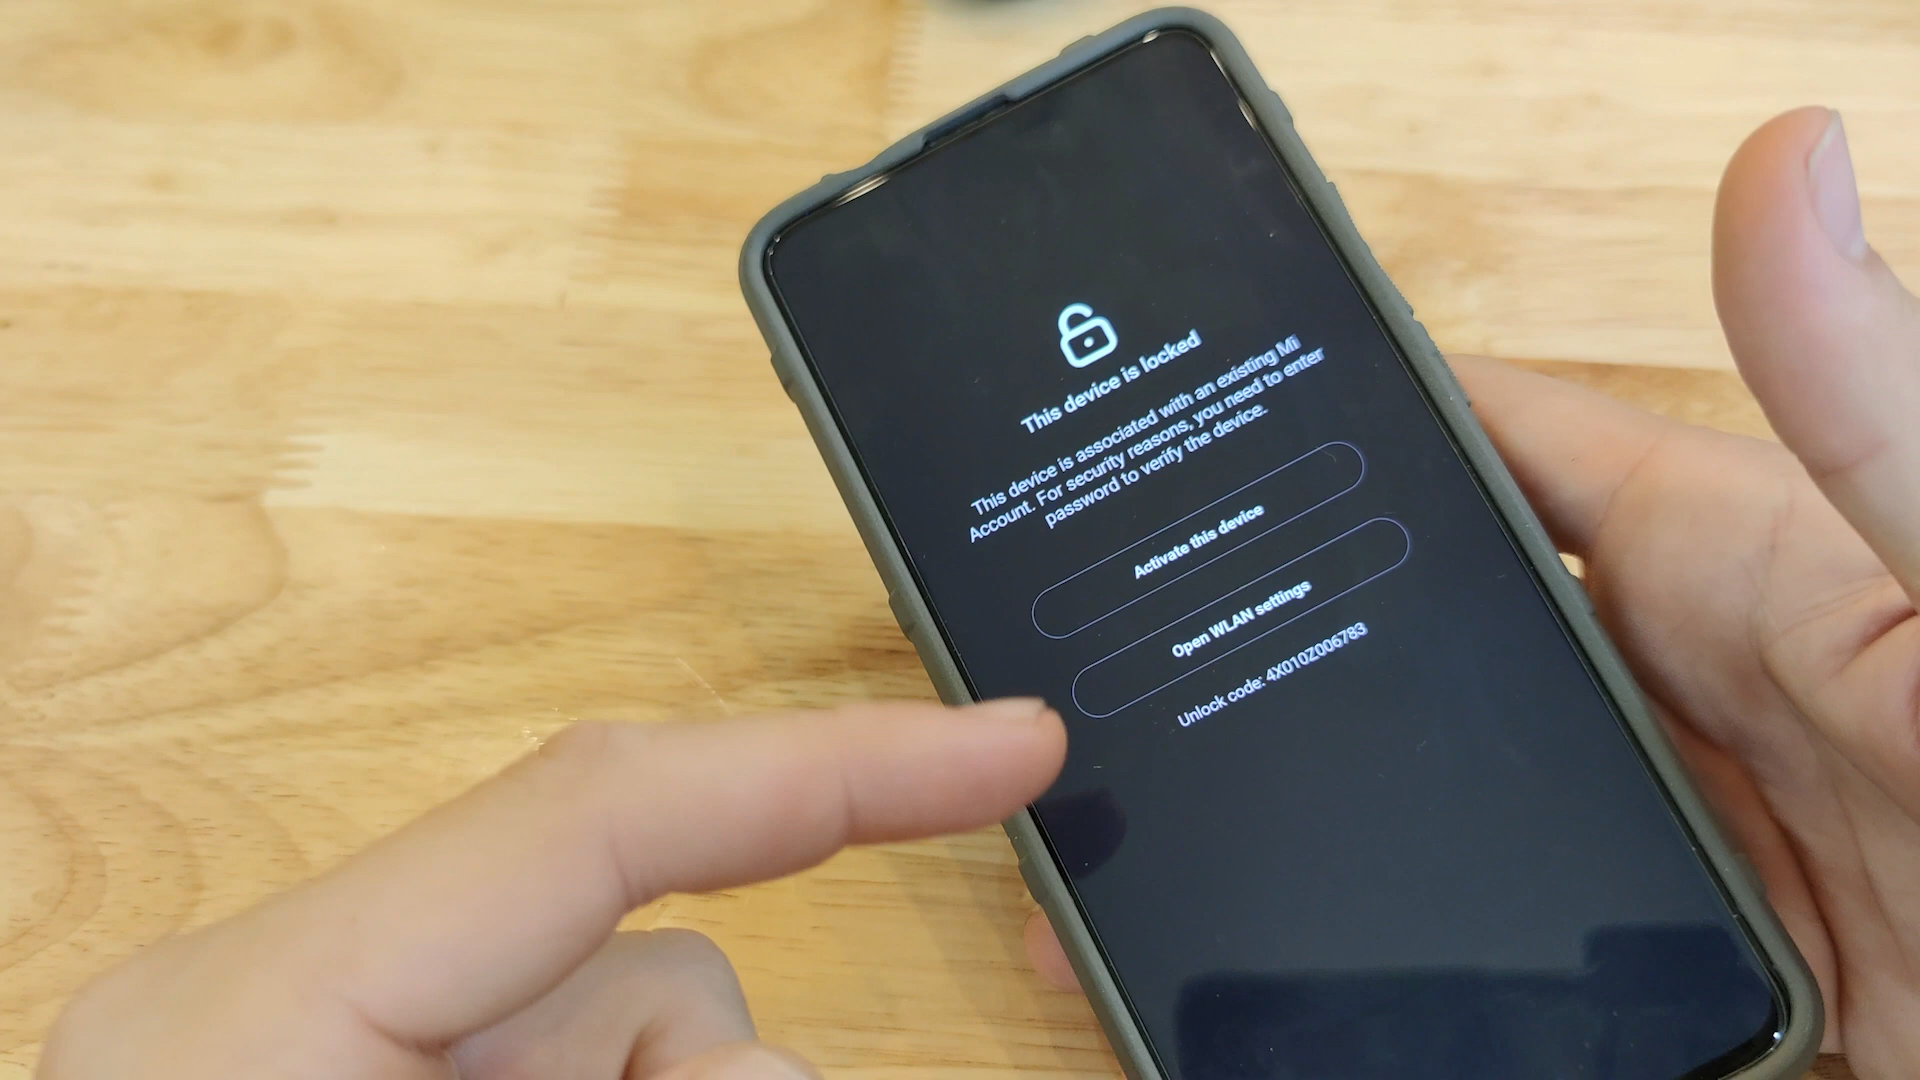 This device is locked
This device is associated with an existing Mi
Account. For security reasons, you need to enter
password to verify the device.
Activate this device
Open WLAN settings
Unlock code: 4X010Z006783